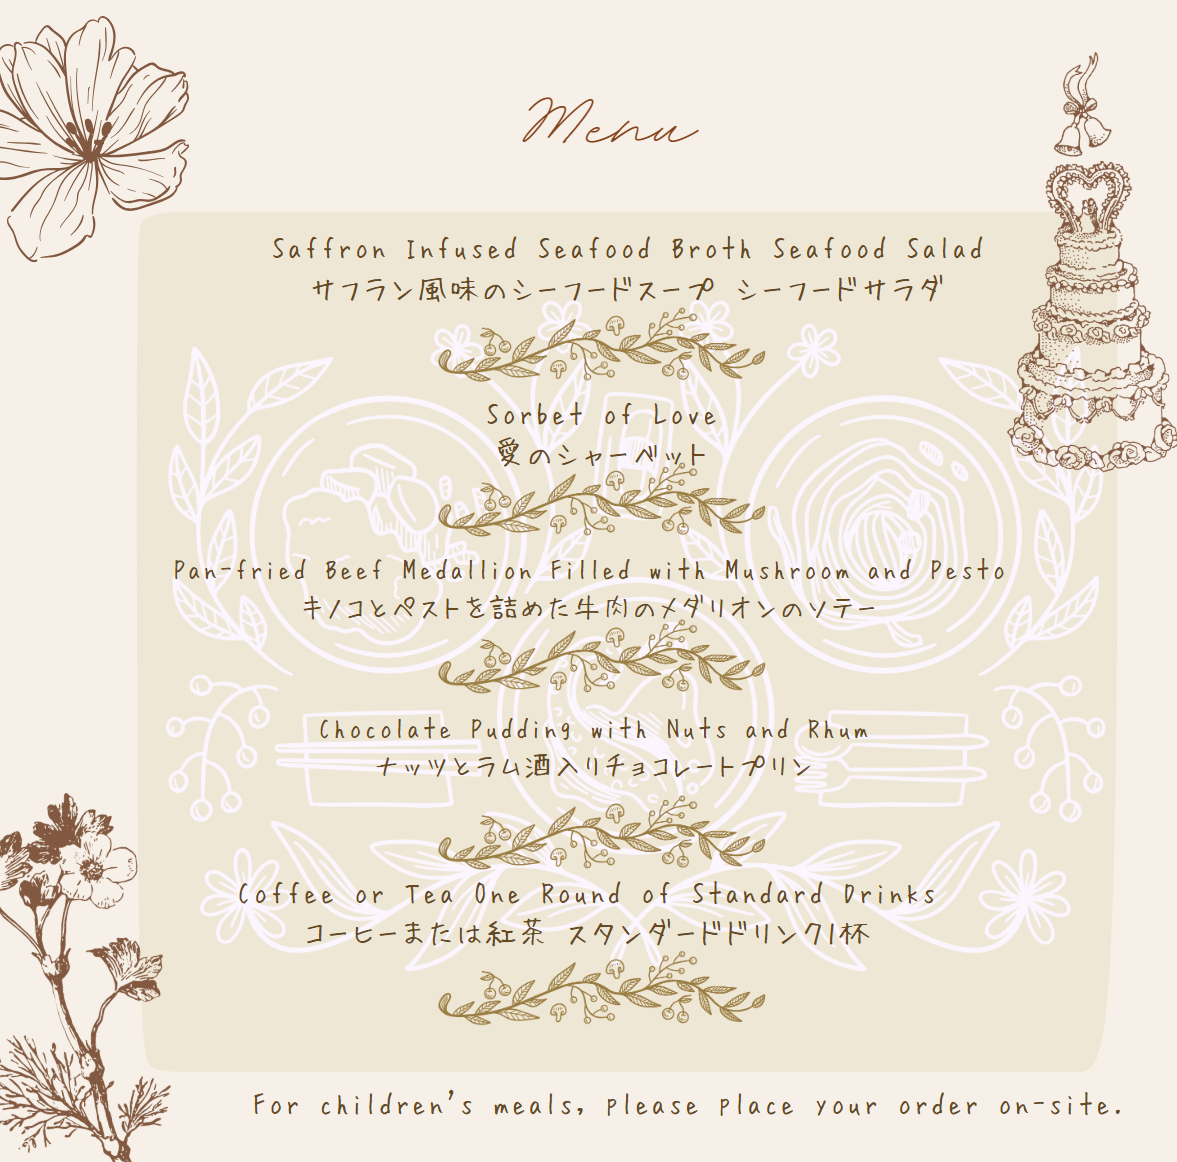 Menu
Saffron Infused Seafood Broth Seafood Salad
サフラン風味のシーフードスープ シーフードサラダ
Sorbet of Love
愛のシャーベット
Pan-fried Beef Medallion Filled with Mushroom and Pesto
キノコとペストを詰めた牛肉のメダリオンのソテー
Chocolate Pudding with Nuts and Rhum
ナッツとラム酒入りチョコレートプリン
Coffee or Tea One Round of Standard Drinks
コーヒーまたは紅茶 スタンダードドリンク1杯
For children's meals, please place your order on-site.